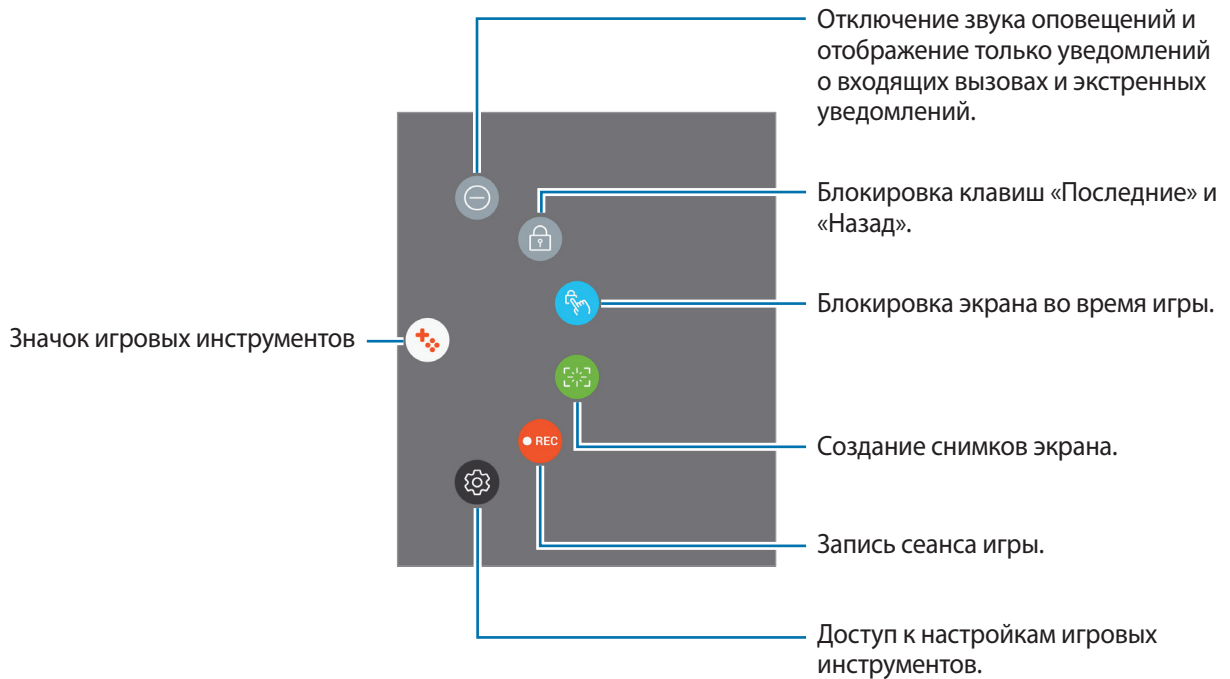 Отключение звука оповещений и
отображение только уведомлений
о входящих вызовах и экстренных
уведомлений.
Блокировка клавиш «Последние» и
«Назад».
Блокировка экрана во время игры.
Значок игровых инструментов
Создание снимков экрана.
REC
Запись сеанса игры.
Доступ к настройкам игровых
инструментов.